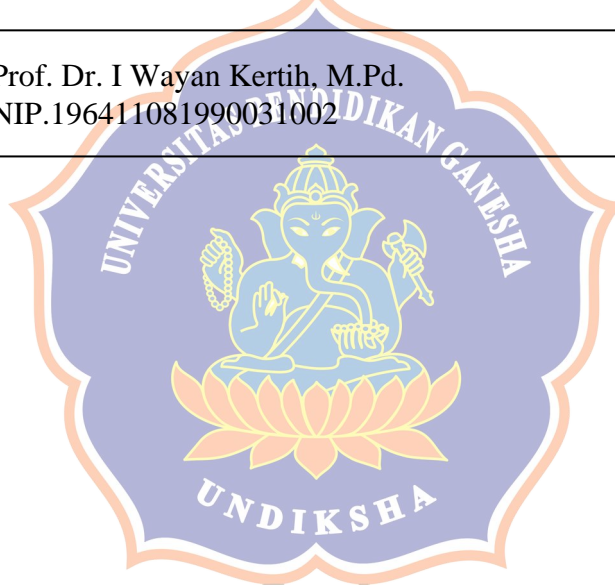 Prof. Dr. I Wayan Kertih, M.Pd.
NIP.196411081990031002
UNIVERSITAS PENDIDIKAN GANESHA
UNDIKSHA